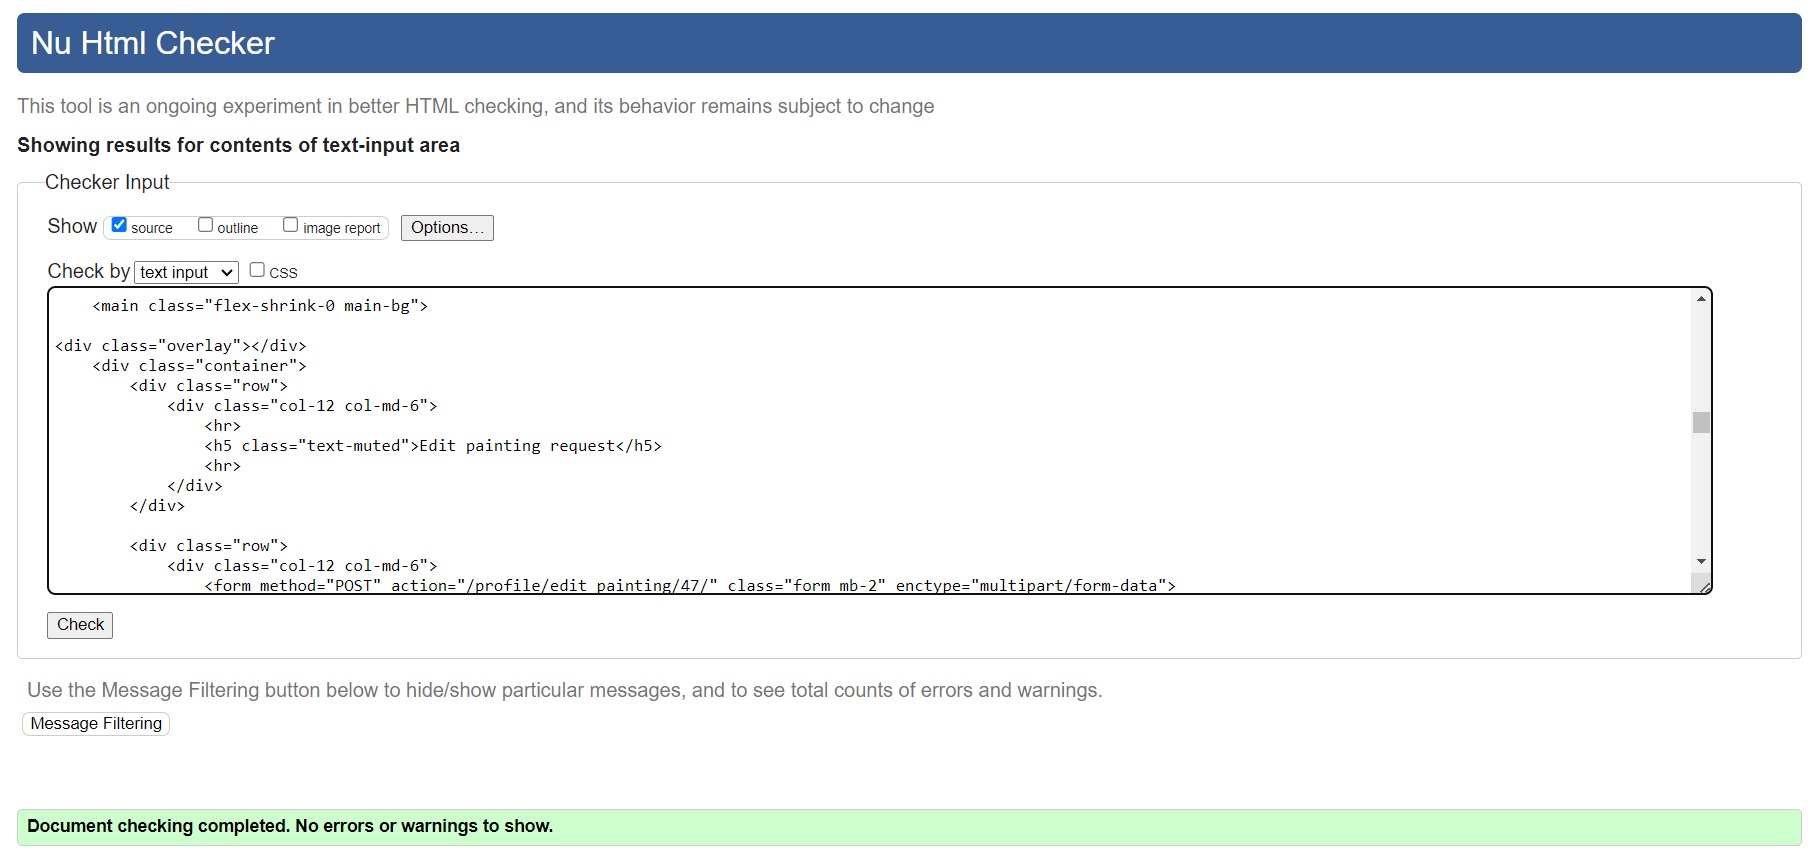 Nu Html Checker
This tool is an ongoing experiment in better HTML checking, and its behavior remains subject to change
Showing results for contents of text-input area
Checker Input
Show source outline image report Options...
Check by text input CSS
<main class="flex-shrink-0 main-bg">
<div class="overlay"></div>
<div class="container">
<div class="row">
<div class="col-12 col-md-6">
<hr>
<h5 class="text-muted">Edit painting request</h5>
<hr>
</div>
</div>
<div class="row">
<div class="col-12 col-md-6">
<form method="POST" action="/profile/edit_painting/47/" class="form mb-2" enctype="multipart/form-data">
Check
Use the Message Filtering button below to hide/show particular messages, and to see total counts of errors and warnings.
Message Filtering
Document checking completed. No errors or warnings to show.